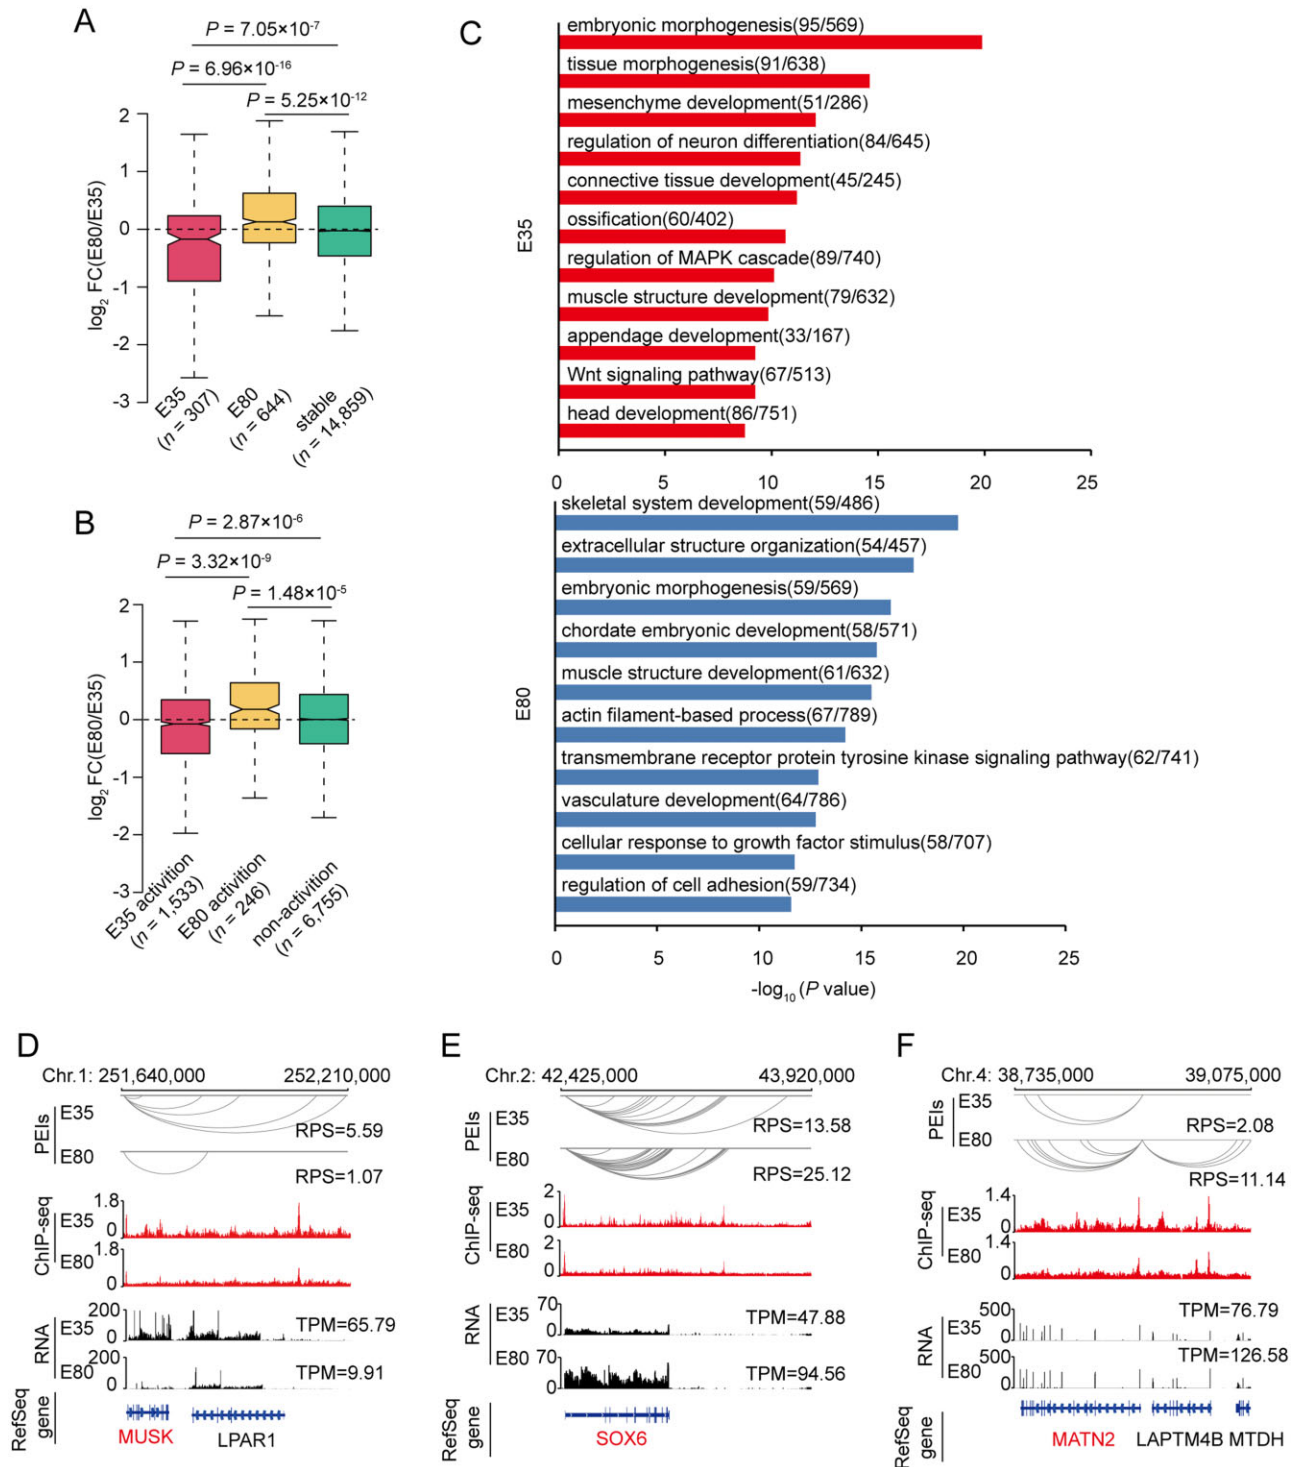 A
P = 7.05×10-7
P = 6.96×10-16
P = 5.25×10-12
2
1
0
-1
-2
-3
log2 FC(E80/E35)
E35
(n = 307)
E80
(n = 644)
stable
(n = 14,859)
B
P = 2.87×10-6
P = 3.32×10-9
P = 1.48×10-5
2
1
0
-1
-2
-3
log2 FC(E80/E35)
E35 activition
(n = 1,533)
E80 activition
(n = 246)
non-activition
(n = 6,755)
C
embryonic morphogenesis(95/569)
tissue morphogenesis(91/638)
mesenchyme development(51/286)
regulation of neuron differentiation(84/645)
connective tissue development(45/245)
ossification(60/402)
regulation of MAPK cascade(89/740)
muscle structure development(79/632)
appendage development(33/167)
Wnt signaling pathway(67/513)
head development(86/751)
E35
0 5 10 15 20 25
skeletal system development(59/486)
extracellular structure organization(54/457)
embryonic morphogenesis(59/569)
chordate embryonic development(58/571)
muscle structure development(61/632)
actin filament-based process(67/789)
transmembrane receptor protein tyrosine kinase signaling pathway(62/741)
vasculature development(64/786)
cellular response to growth factor stimulus(58/707)
regulation of cell adhesion(59/734)
E80
0 5 10 15 20 25
-log10 (P value)
D
Chr.1: 251,640,000 252,210,000
PEIs
E35
RPS=5.59
E80
RPS=1.07
ChIP-seq
1.8
E35
0
1.8
E80
0
RNA
200
E35
TPM=65.79
0
200
E80
TPM=9.91
0
RefSeq
gene
MUSK LPAR1
E
Chr.2: 42,425,000 43,920,000
PEIs
E35
RPS=13.58
E80
RPS=25.12
ChIP-seq
2
E35
0
2
E80
0
RNA
70
E35
TPM=47.88
0
70
E80
TPM=94.56
0
RefSeq
gene
SOX6
F
Chr.4: 38,735,000 39,075,000
PEIs
E35
RPS=2.08
E80
RPS=11.14
ChIP-seq
1.4
E35
0
1.4
E80
0
RNA
500
E35
TPM=76.79
0
500
E80
TPM=126.58
0
RefSeq
gene
MATN2 LAPTM4B MTDH